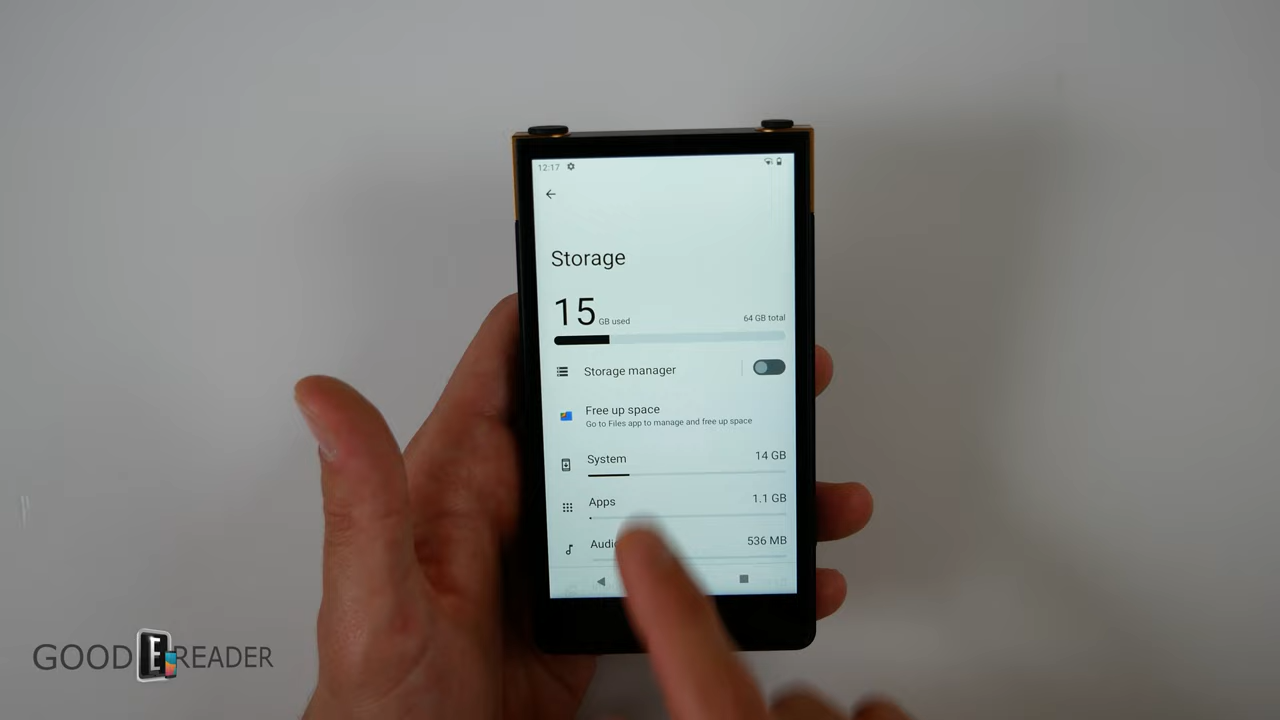 12:17
Storage
15 GB used
64 GB total
Storage manager
Free up space
Go to Files app to manage and free up space
System 14 GB
Apps 1.1 GB
536 MB
GOOD E READER